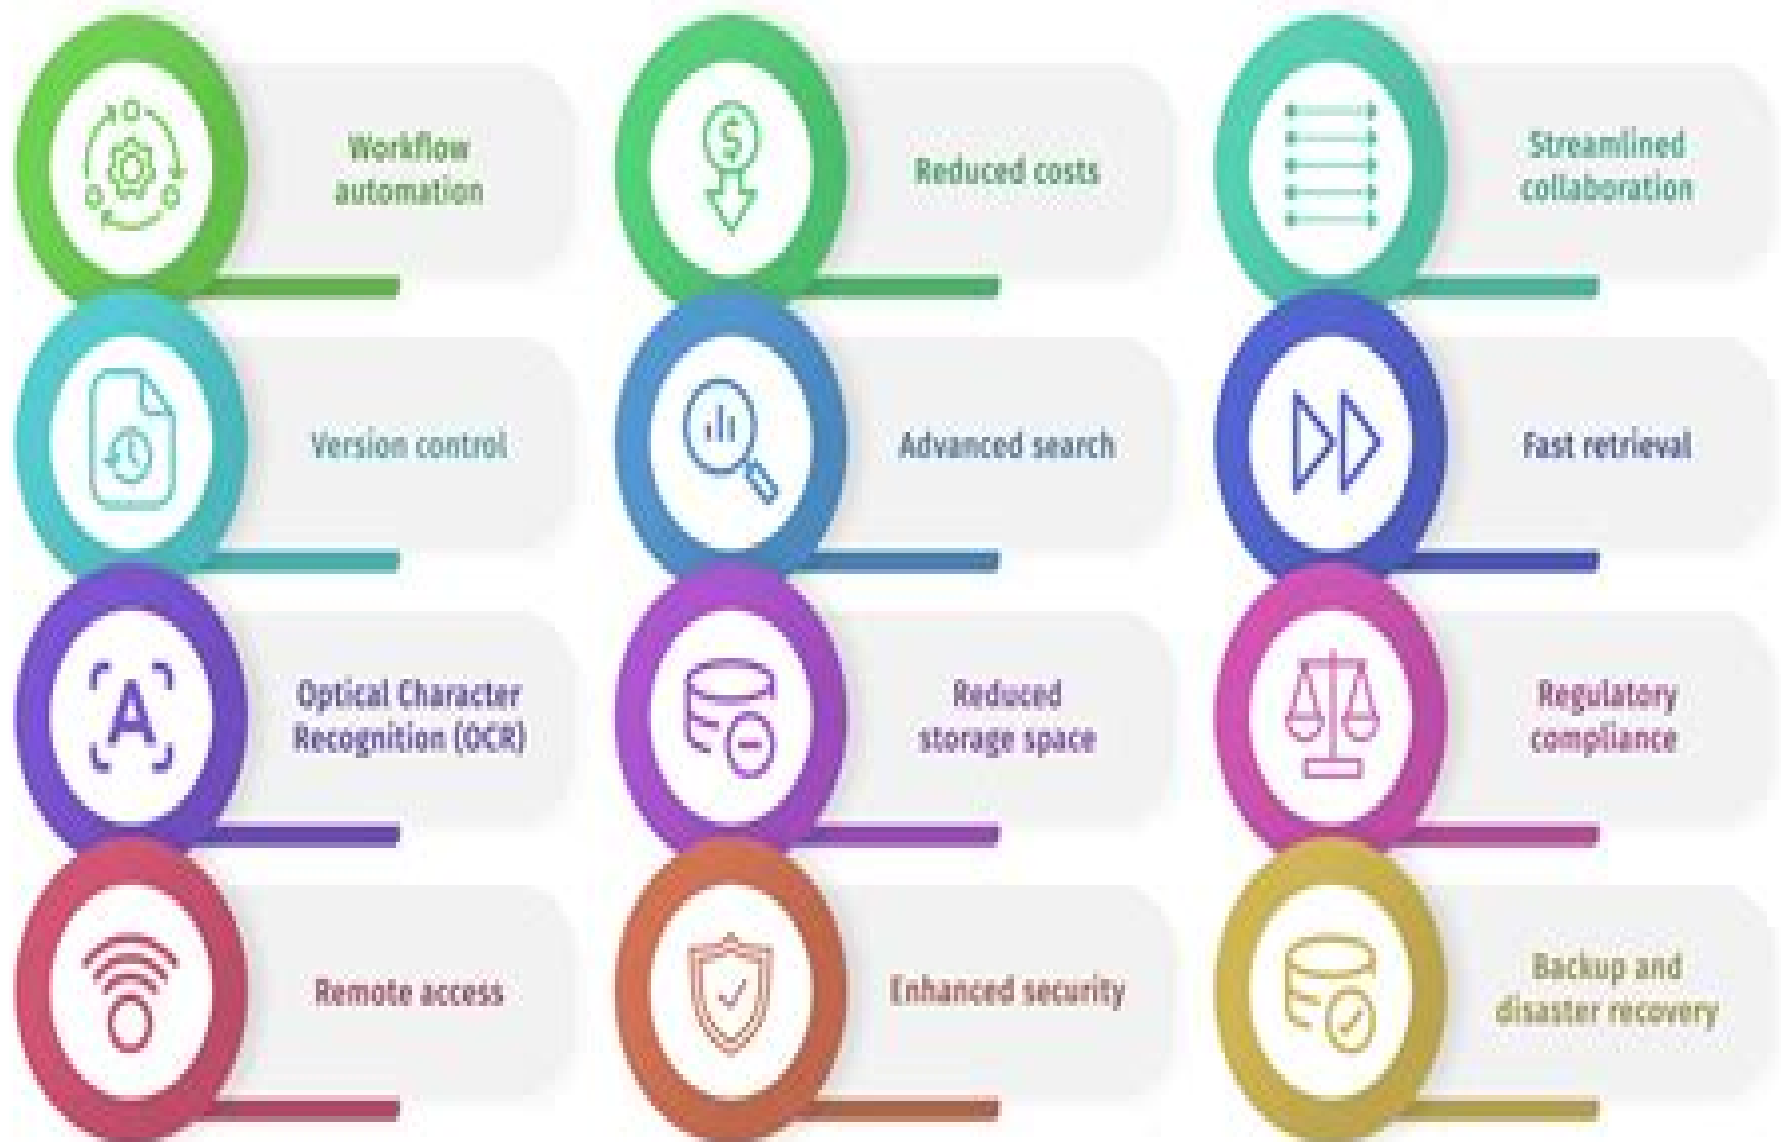 Workflow
automation
Reduced costs
Streamlined
collaboration
Version control
Advanced search
Fast retrieval
Optical Character
Recognition (OCR)
Reduced
storage space
Regulatory
compliance
Remote access
Enhanced security
Backup and
disaster recovery